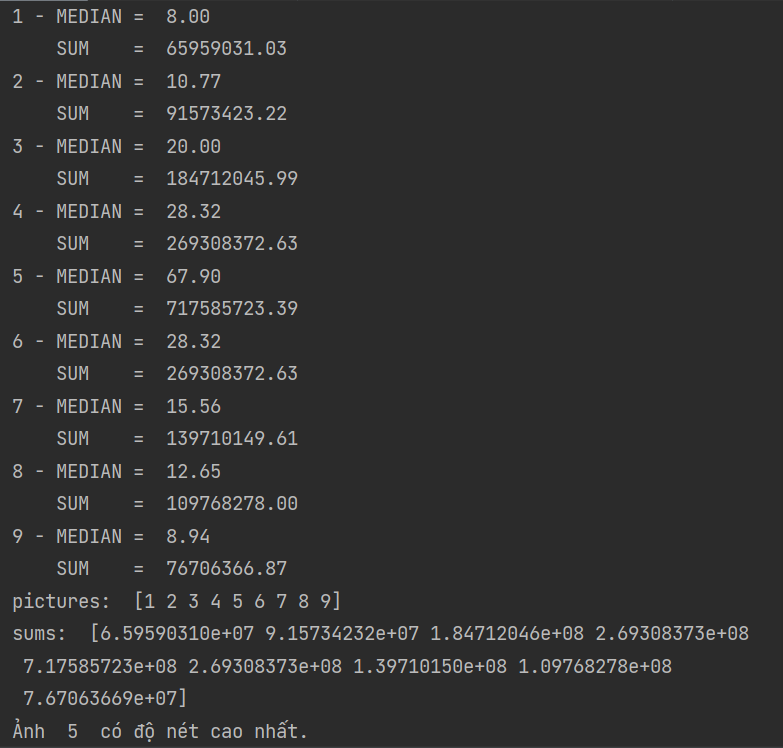 1 - MEDIAN =  8.00
    SUM    =  65959031.03
2 - MEDIAN =  10.77
    SUM    =  91573423.22
3 - MEDIAN =  20.00
    SUM    =  184712045.99
4 - MEDIAN =  28.32
    SUM    =  269308372.63
5 - MEDIAN =  67.90
    SUM    =  717585723.39
6 - MEDIAN =  28.32
    SUM    =  269308372.63
7 - MEDIAN =  15.56
    SUM    =  139710149.61
8 - MEDIAN =  12.65
    SUM    =  109768278.00
9 - MEDIAN =  8.94
    SUM    =  76706366.87
pictures:  [1 2 3 4 5 6 7 8 9]
sums:  [6.59590310e+07 9.15734232e+07 1.84712046e+08 2.69308373e+08
 7.17585723e+08 2.69308373e+08 1.39710150e+08 1.09768278e+08
 7.67063669e+07]
Ảnh  5  có độ nét cao nhất.